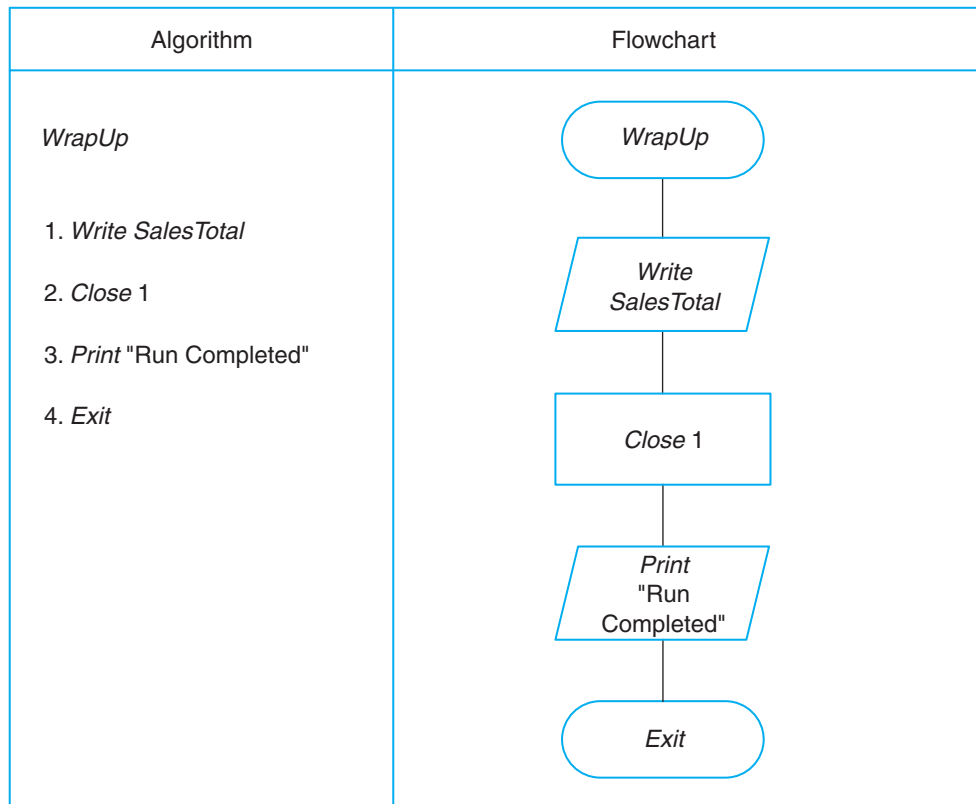 Algorithm
Flowchart
WrapUp
1. Write SalesTotal
2. Close 1
3. Print "Run Completed"
4. Exit
WrapUp
Write
SalesTotal
Close 1
Print
"Run
Completed"
Exit